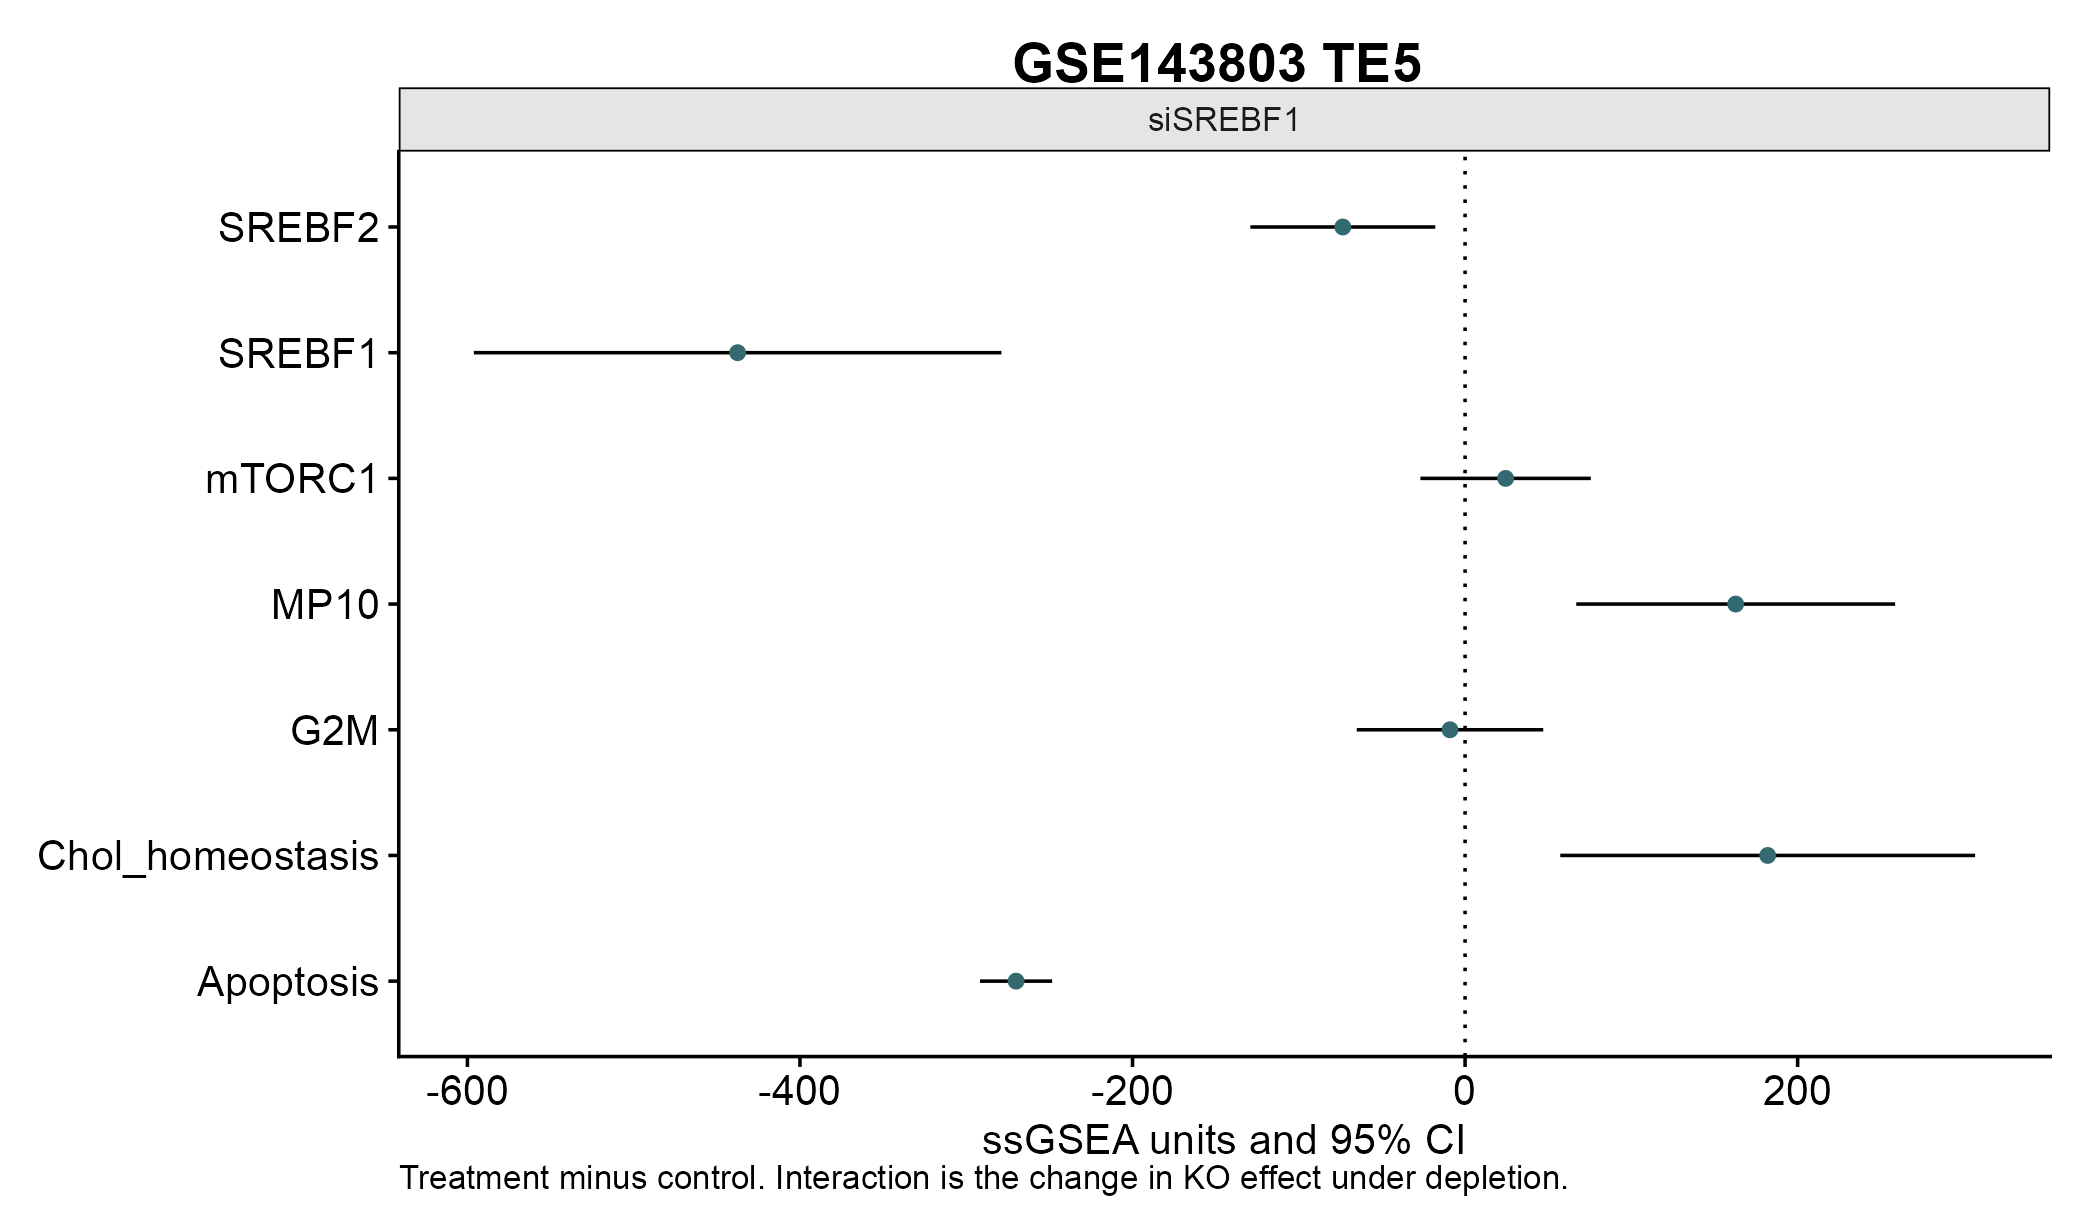 GSE143803 TE5
siSREBF1
SREBF2
SREBF1
mTORC1
MP10
G2M
Chol_homeostasis
Apoptosis
-600 -400 -200 0 200
ssGSEA units and 95% CI
Treatment minus control. Interaction is the change in KO effect under depletion.